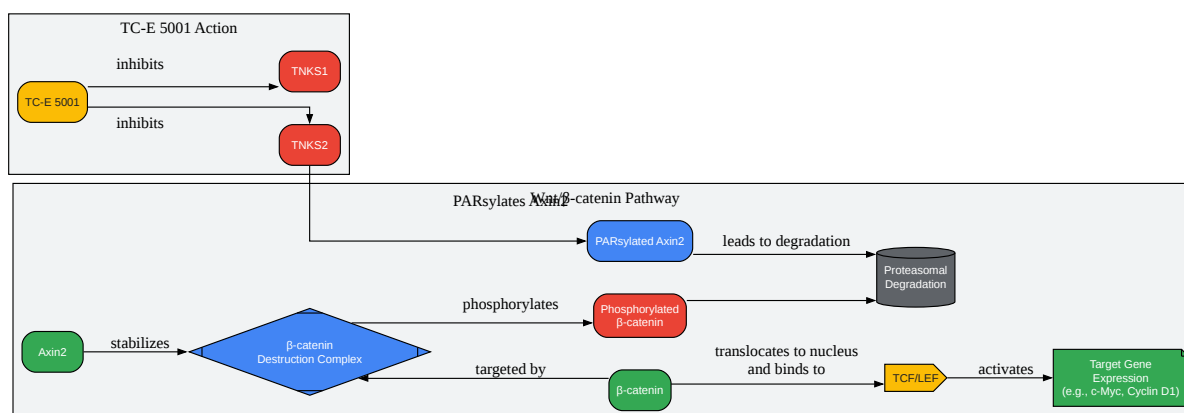 TC-E 5001 Action
inhibits
TNKS1
TC-E 5001
inhibits
TNKS2
PARsylates Axin2
Wnt/β-catenin Pathway
PARsylated Axin2
leads to degradation
Proteasomal
Degradation
phosphorylates
Phosphorylated
β-catenin
Axin2
stabilizes
β-catenin
Destruction Complex
targeted by
β-catenin
translocates to nucleus
and binds to
TCF/LEF
activates
Target Gene
Expression
(e.g., c-Myc, Cyclin D1)